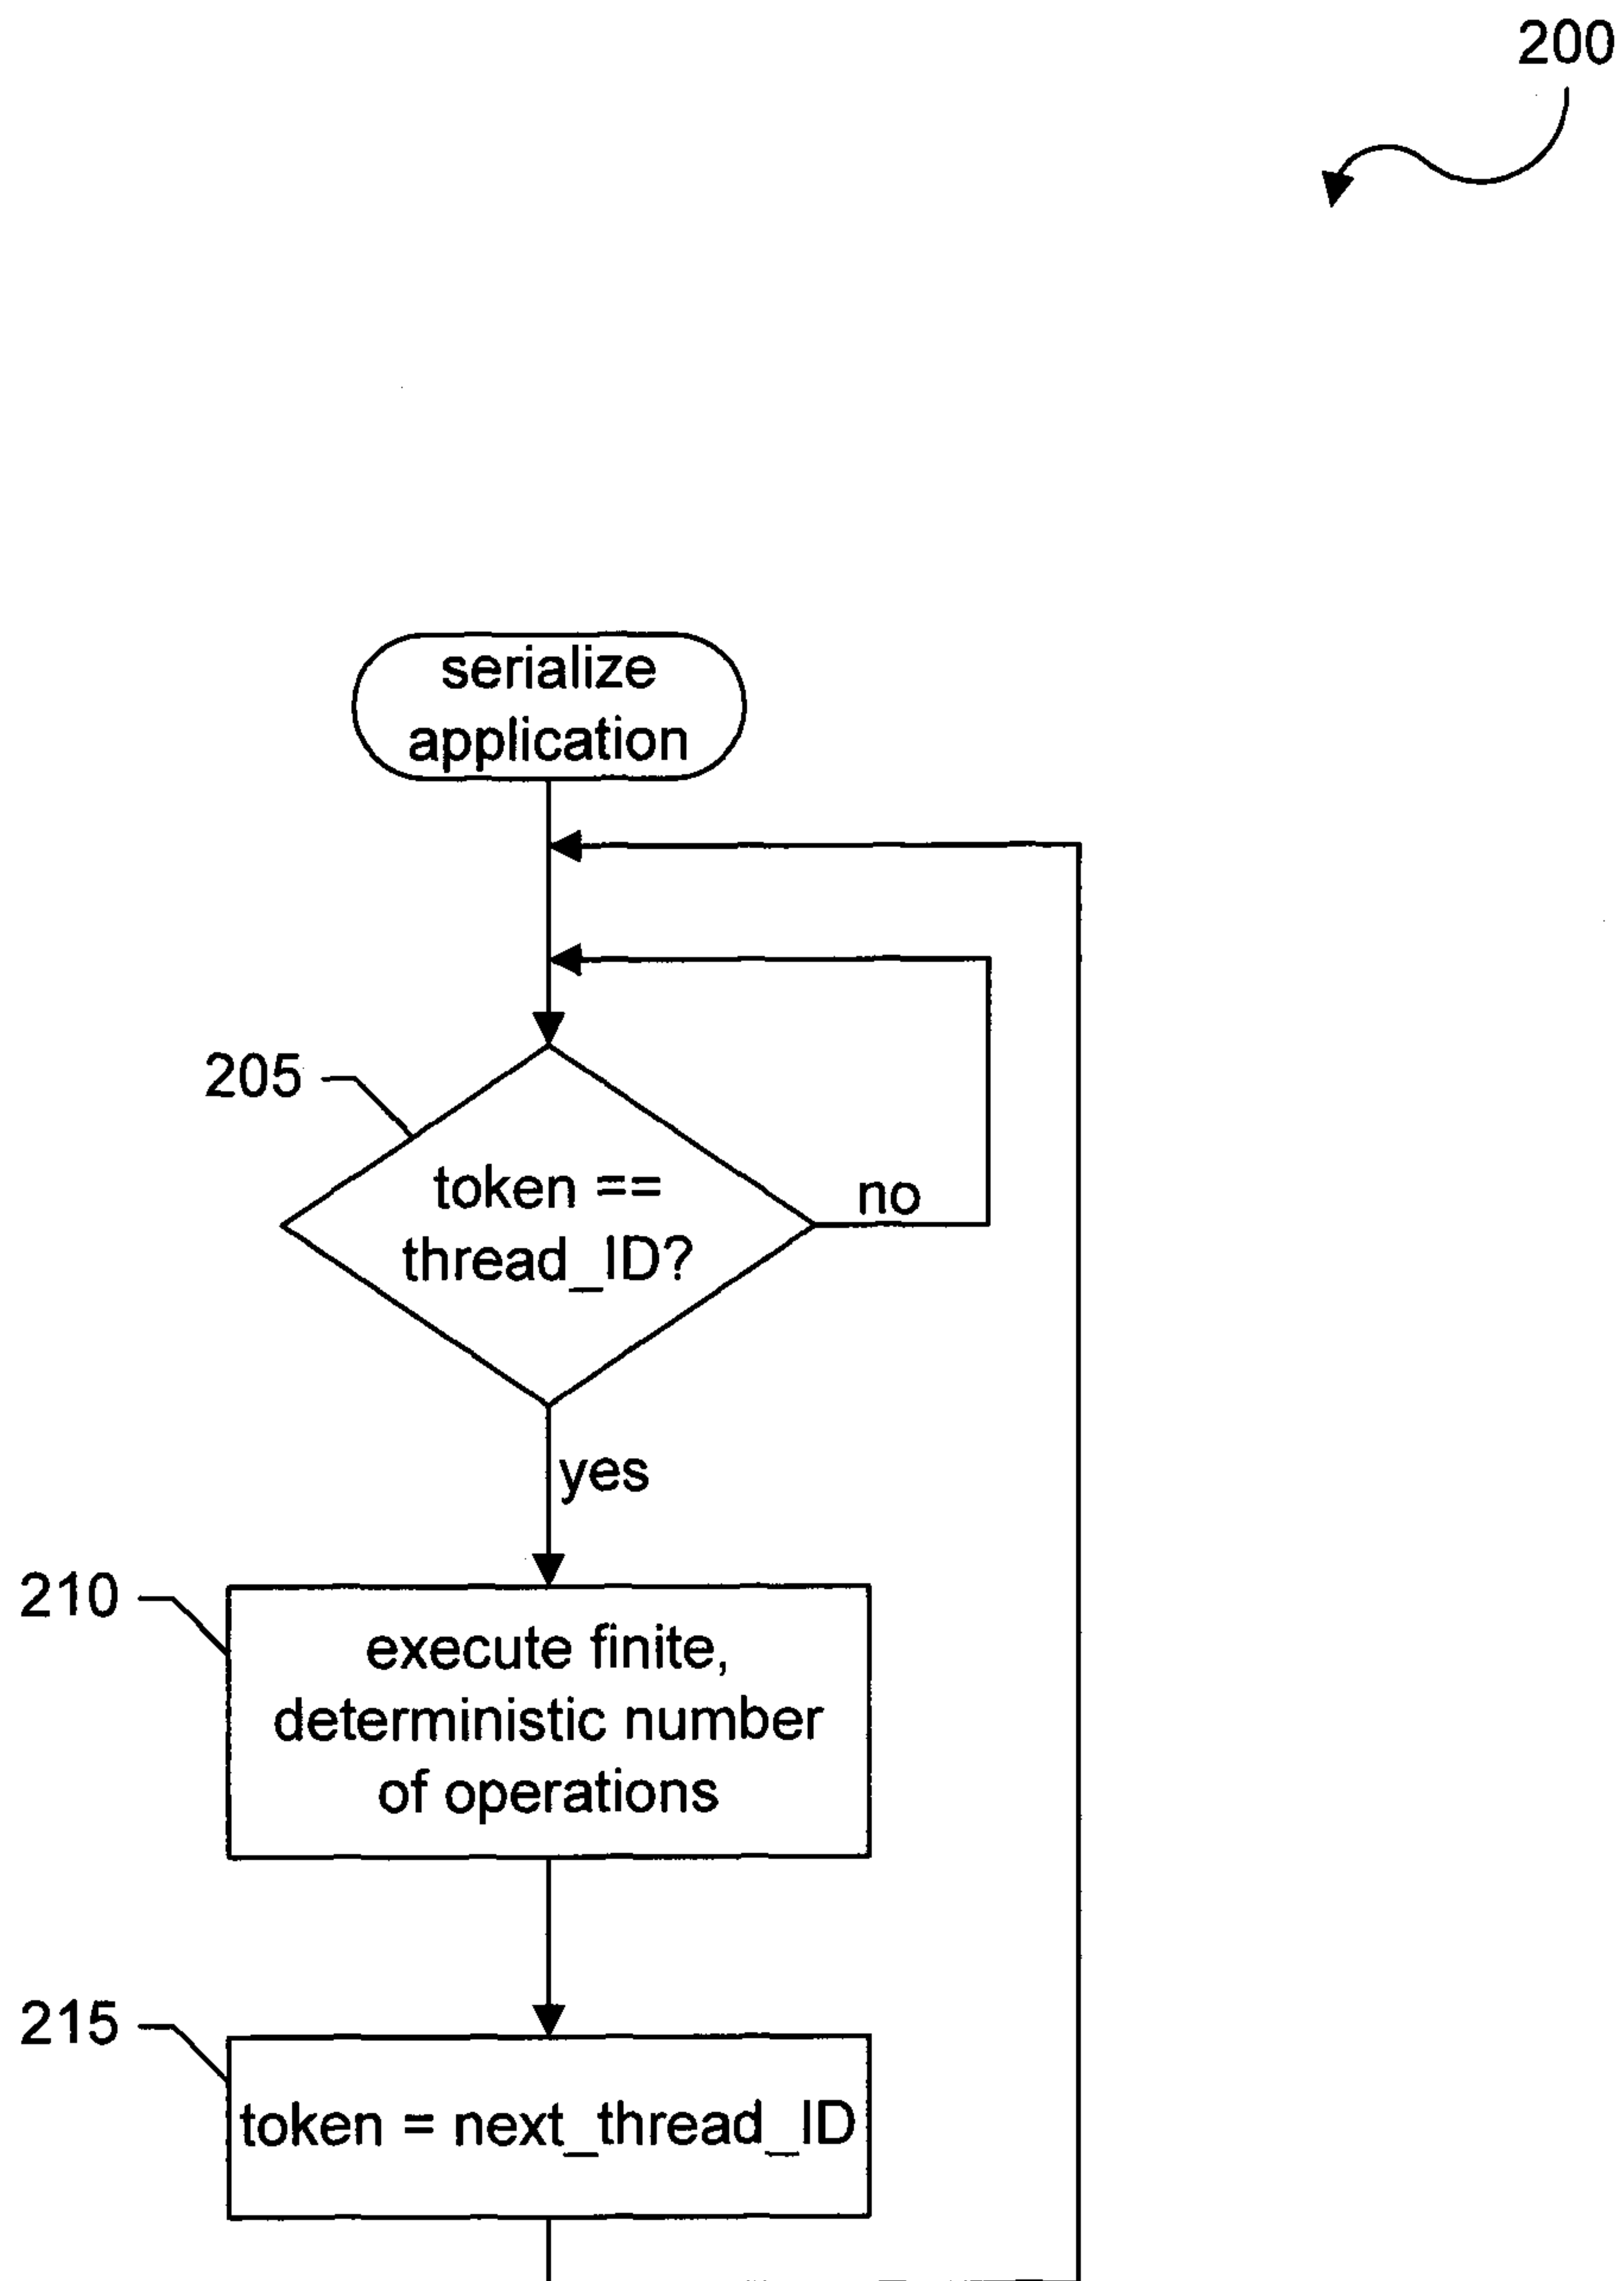 200
serialize
application
205
token ==
thread_ID?
no
yes
210
execute finite,
deterministic number
of operations
215
token = next_thread_ID